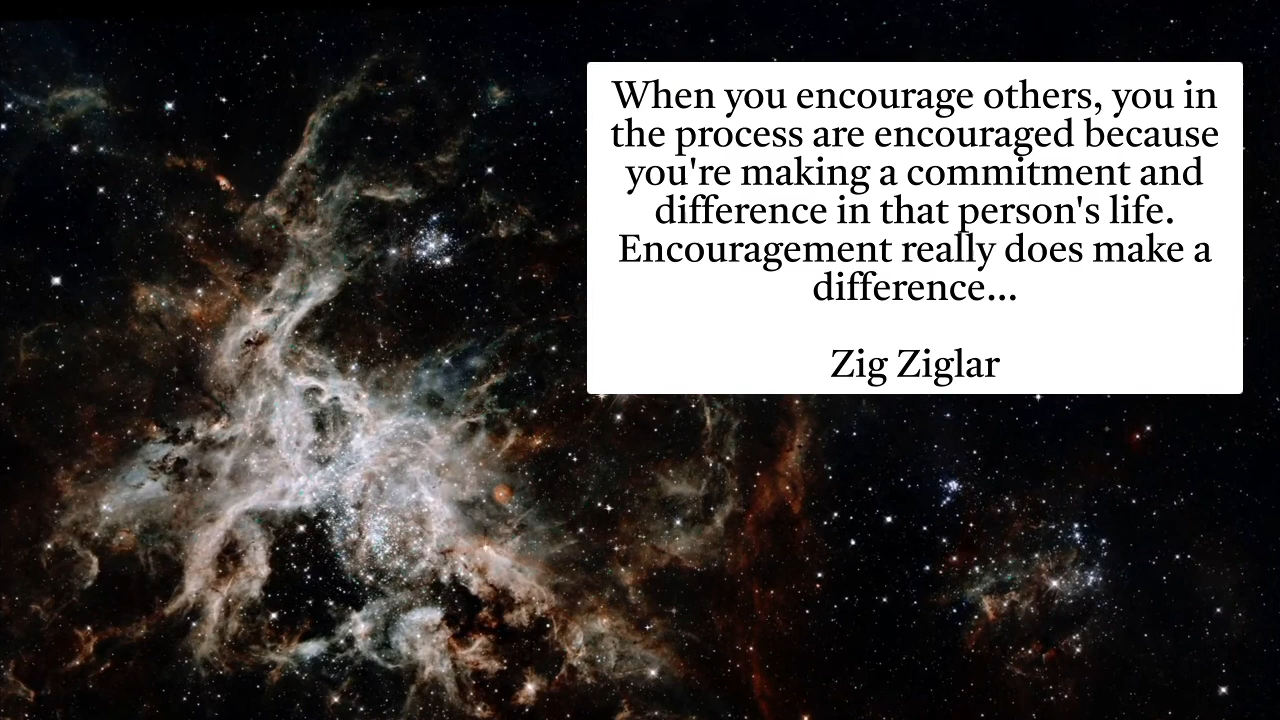 When you encourage others, you in
the process are encouraged because
you're making a commitment and
difference in that person's life.
Encouragement really does make a
difference...
Zig Ziglar